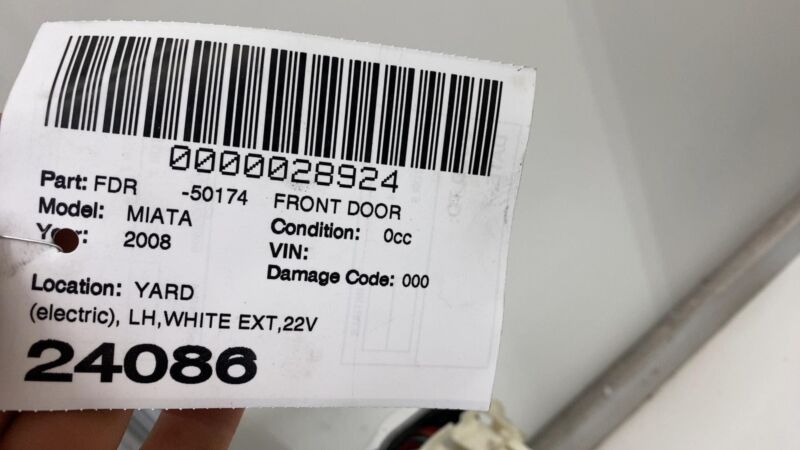 0000028924
Part: FDR -50174 FRONT DOOR
Model: MIATA
Condition: 0cc
Year: 2008
VIN:
Damage Code: 000
Location: YARD
(electric), LH,WHITE EXT,22V
24086